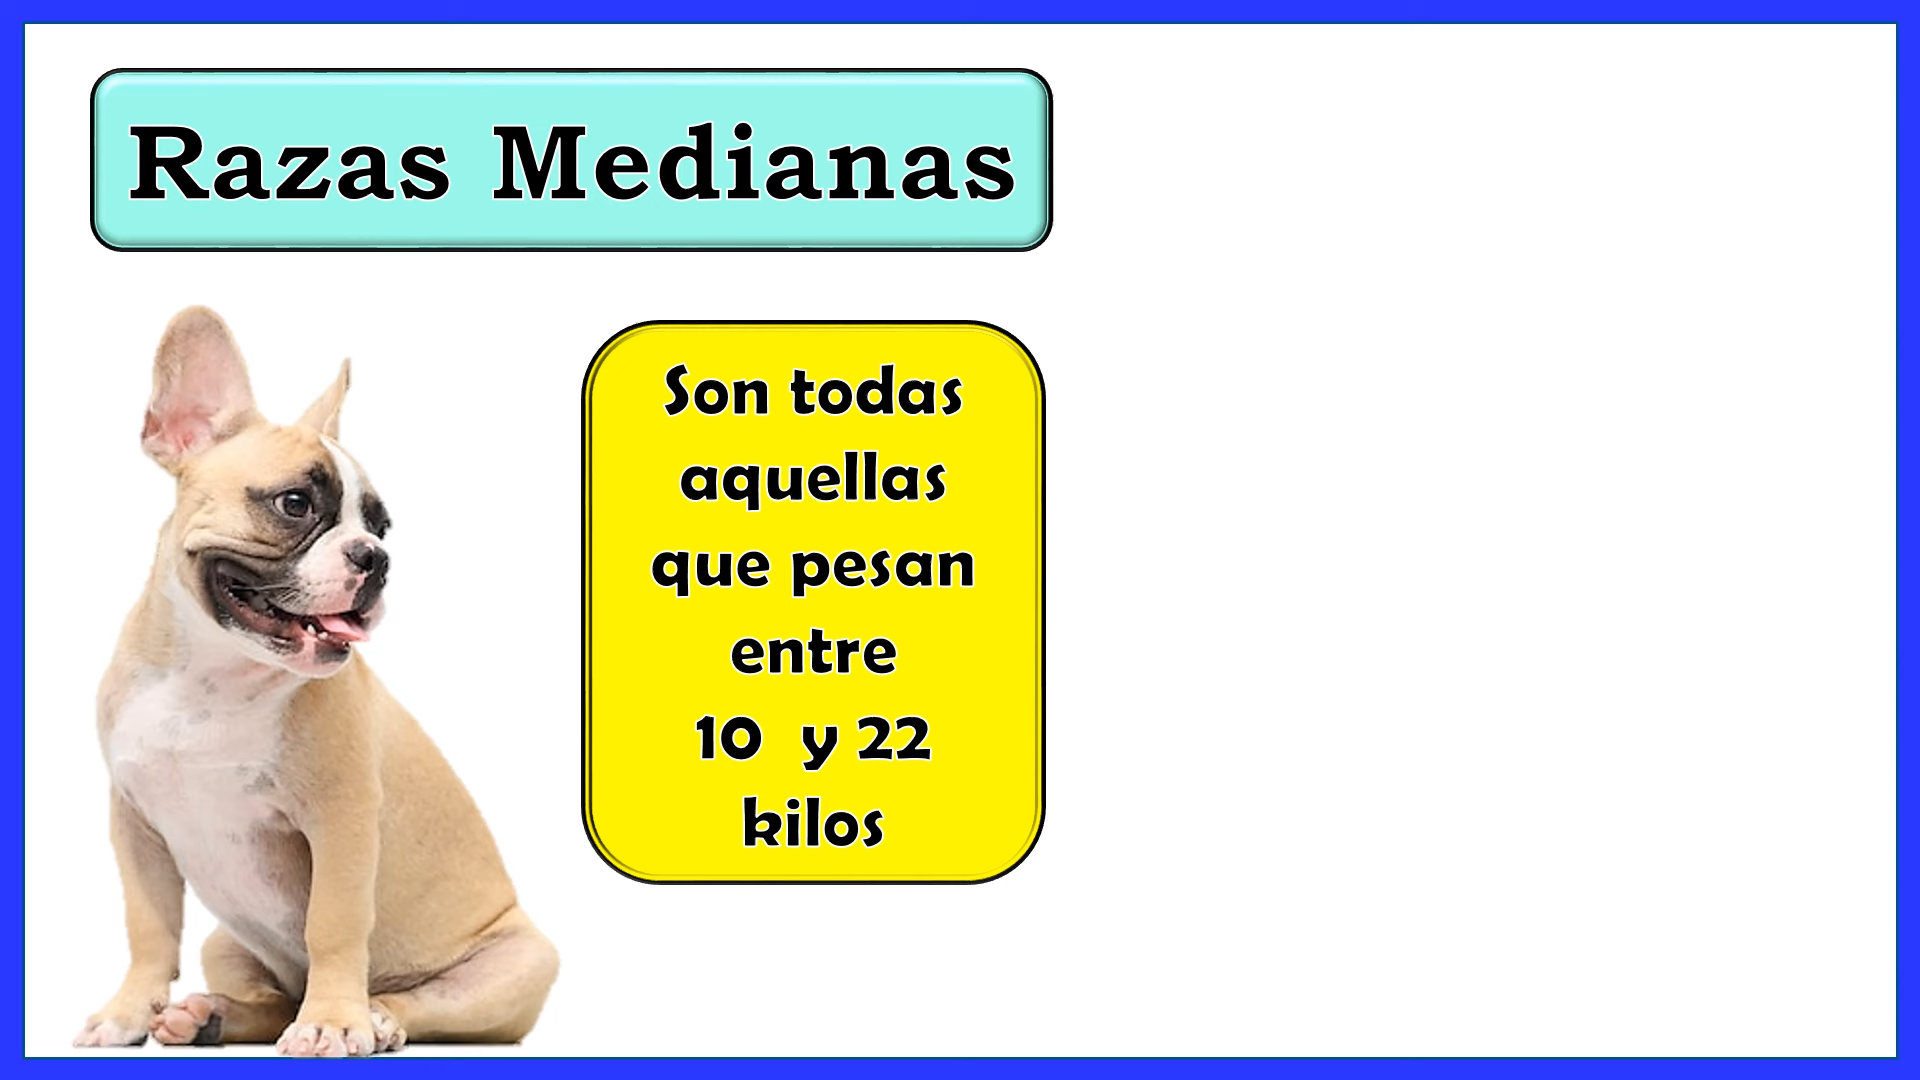 Razas Medianas
Son todas
aquellas
que pesan
entre
10 y 22
kilos